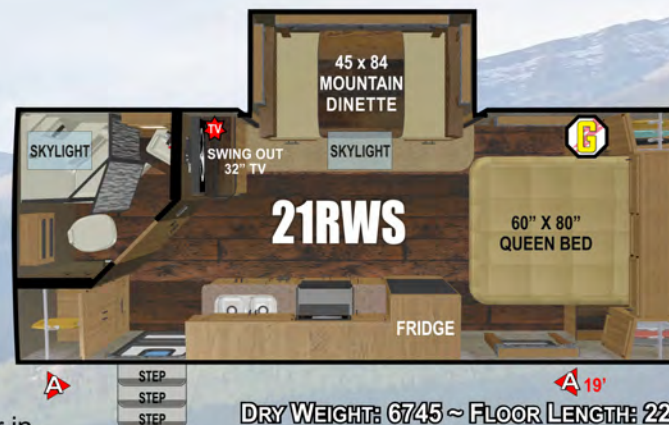 45 x 84
MOUNTAIN
DINETTE
SKYLIGHT
TV
SWING OUT
32" TV
SKYLIGHT
G
21RWS
60" X 80"
QUEEN BED
FRIDGE
A
STEP
STEP
STEP
A 19'
in
DRY WEIGHT: 6745 ~ FLOOR LENGTH: 22